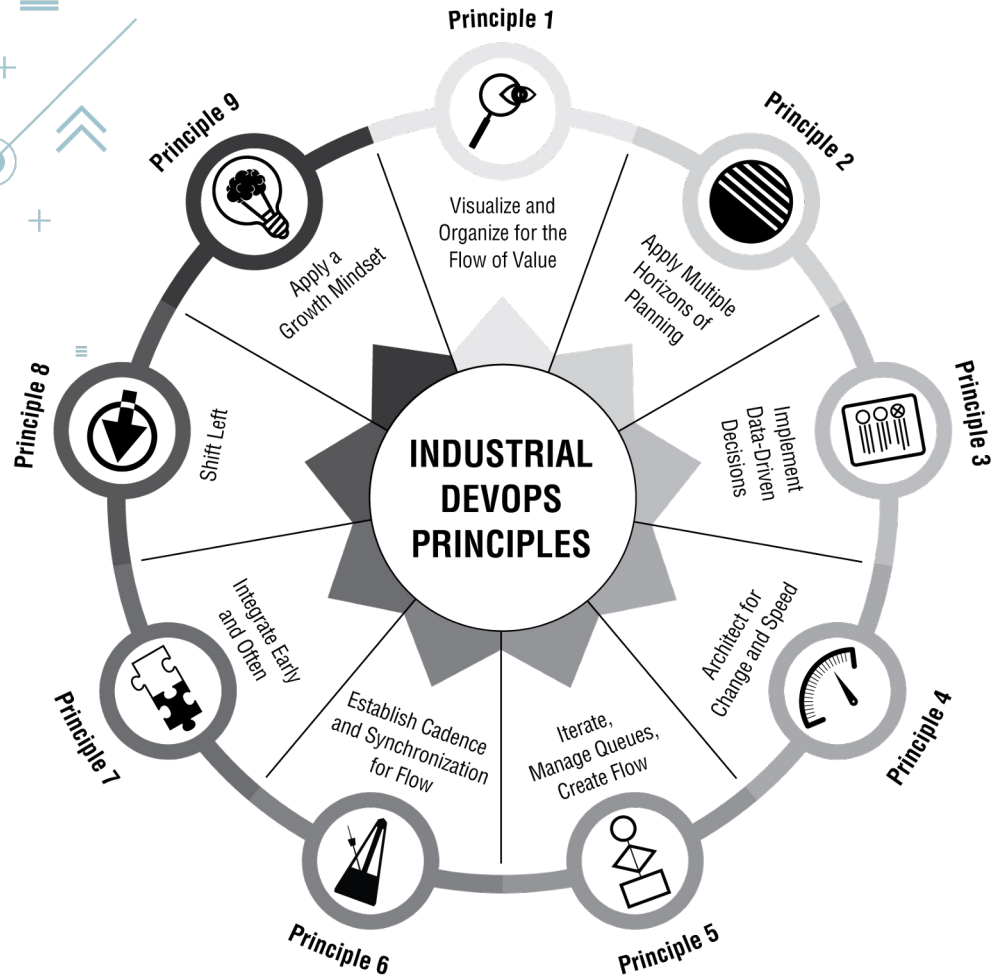 Principle 1
Visualize and
Organize for the
Flow of Value
Principle 2
Apply Multiple
Horizons of
Planning
Principle 3
Implement
Data-Driven
Decisions
Principle 4
Architect for
Change and Speed
Principle 5
Iterate,
Manage Queues,
Create Flow
Principle 6
Establish Cadence
and Synchronization
for Flow
Principle 7
Integrate Early
and Often
Principle 8
Shift Left
Principle 9
Apply a
Growth Mindset
INDUSTRIAL
DEVOPS
PRINCIPLES